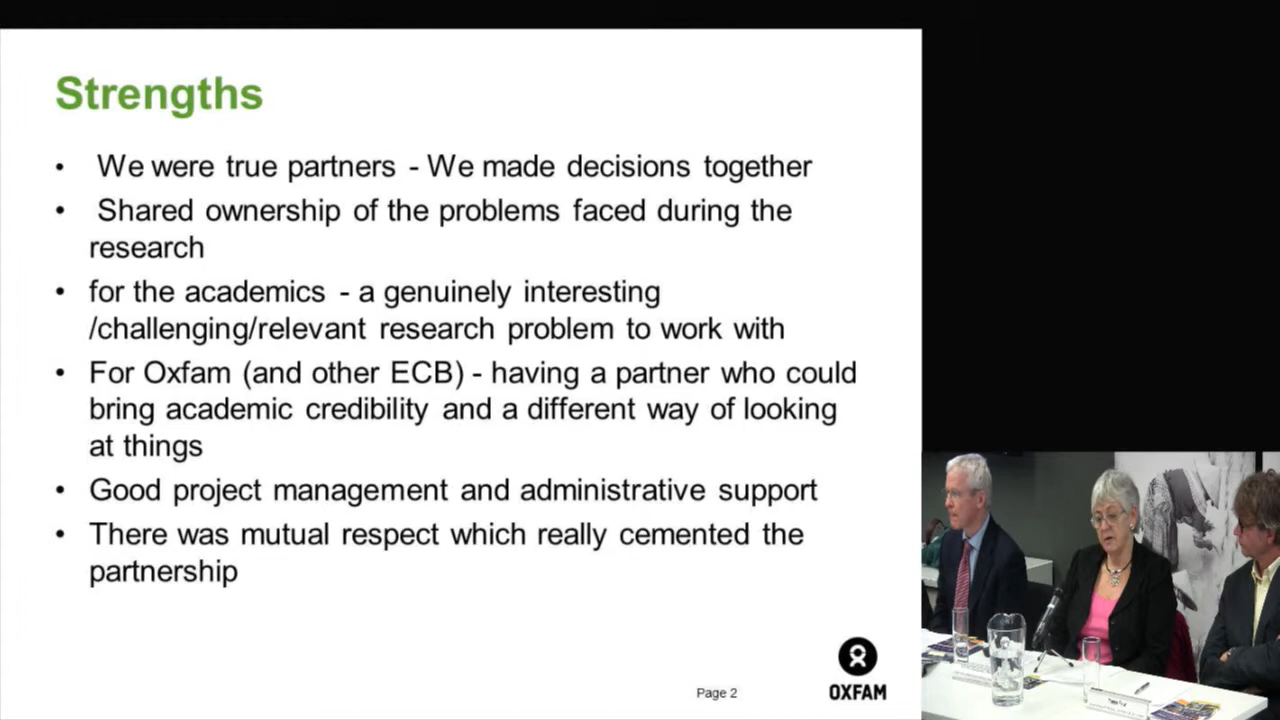 Strengths
• We were true partners - We made decisions together
• Shared ownership of the problems faced during the
research
• for the academics - a genuinely interesting
/challenging/relevant research problem to work with
• For Oxfam (and other ECB) - having a partner who could
bring academic credibility and a different way of looking
at things
• Good project management and administrative support
• There was mutual respect which really cemented the
partnership
Page 2
OXFAM